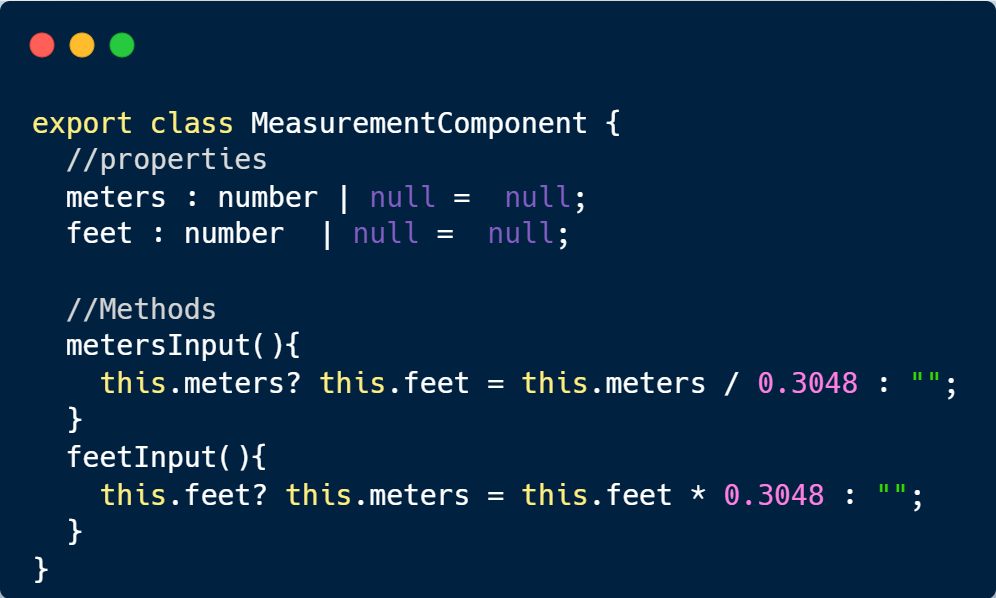 export class MeasurementComponent {
  //properties
  meters : number | null =  null;
  feet : number  | null =  null;

  //Methods
  metersInput(){
    this.meters? this.feet = this.meters / 0.3048 : "";
  }
  feetInput(){
    this.feet? this.meters = this.feet * 0.3048 : "";
  }
}